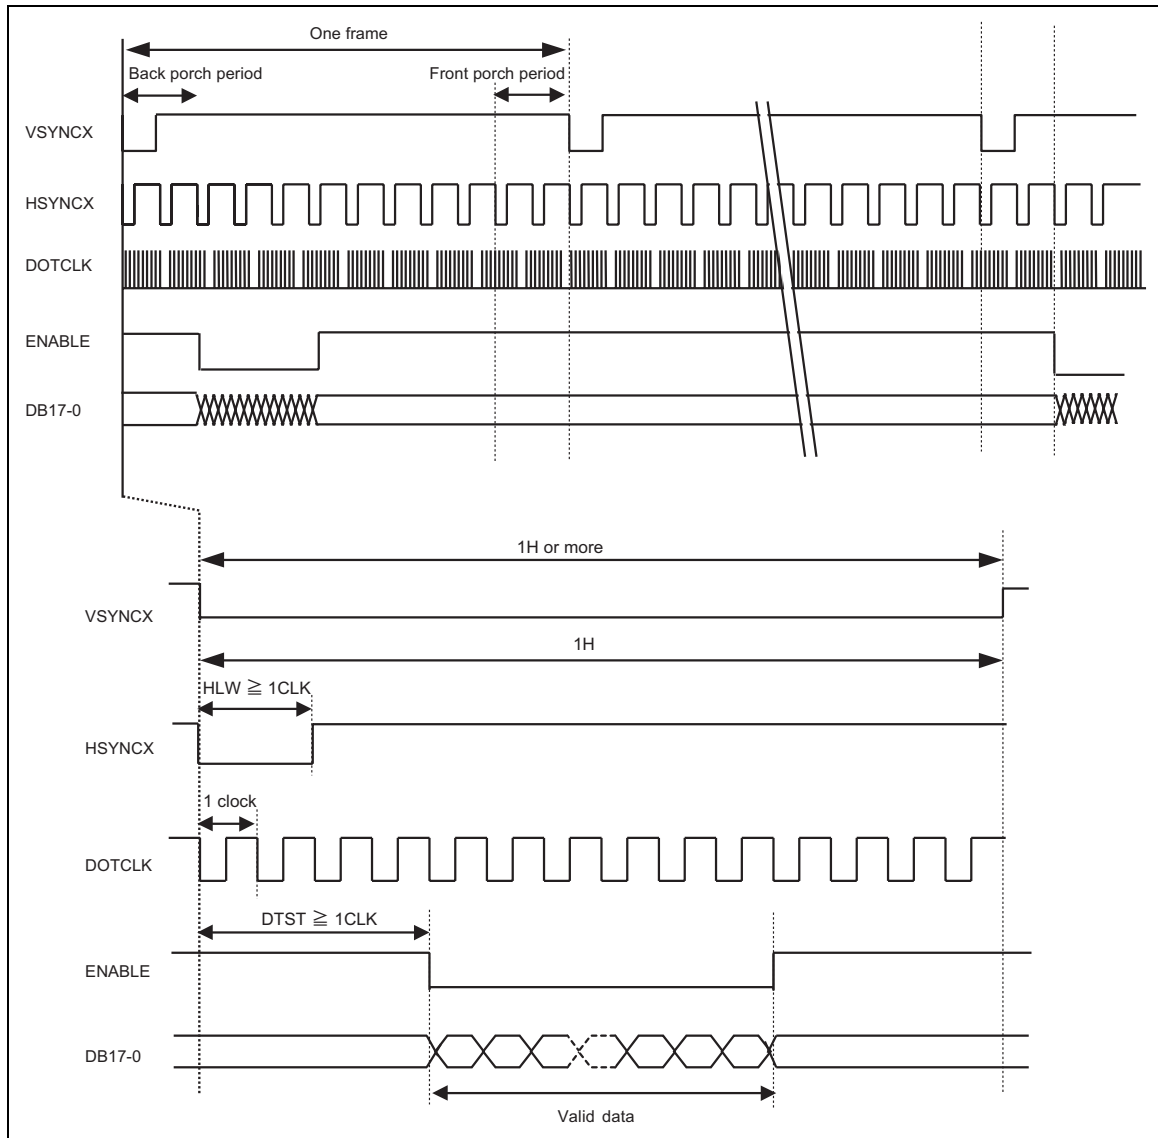 One frame
Back porch period
Front porch period
VSYNCX
HSYNCX
DOTCLK
ENABLE
DB17-0
1H or more
VSYNCX
1H
HLW ≧ 1CLK
HSYNCX
1 clock
DOTCLK
DTST ≧ 1CLK
ENABLE
DB17-0
Valid data